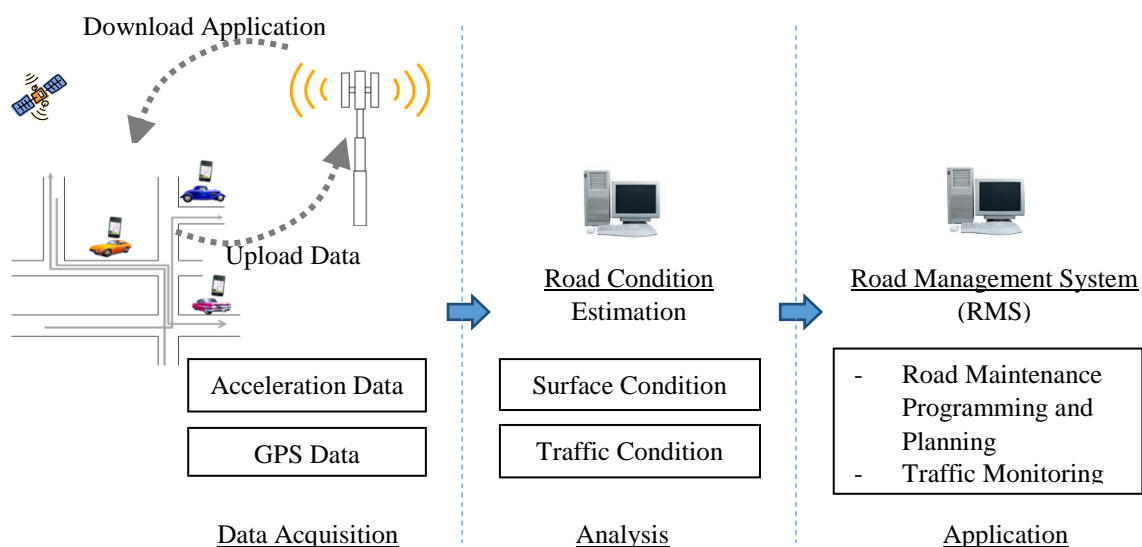 Download Application
Upload Data
Acceleration Data
GPS Data
Data Acquisition
Road Condition
Estimation
Surface Condition
Traffic Condition
Analysis
Road Management System
(RMS)
- Road Maintenance
Programming and
Planning
- Traffic Monitoring
Application